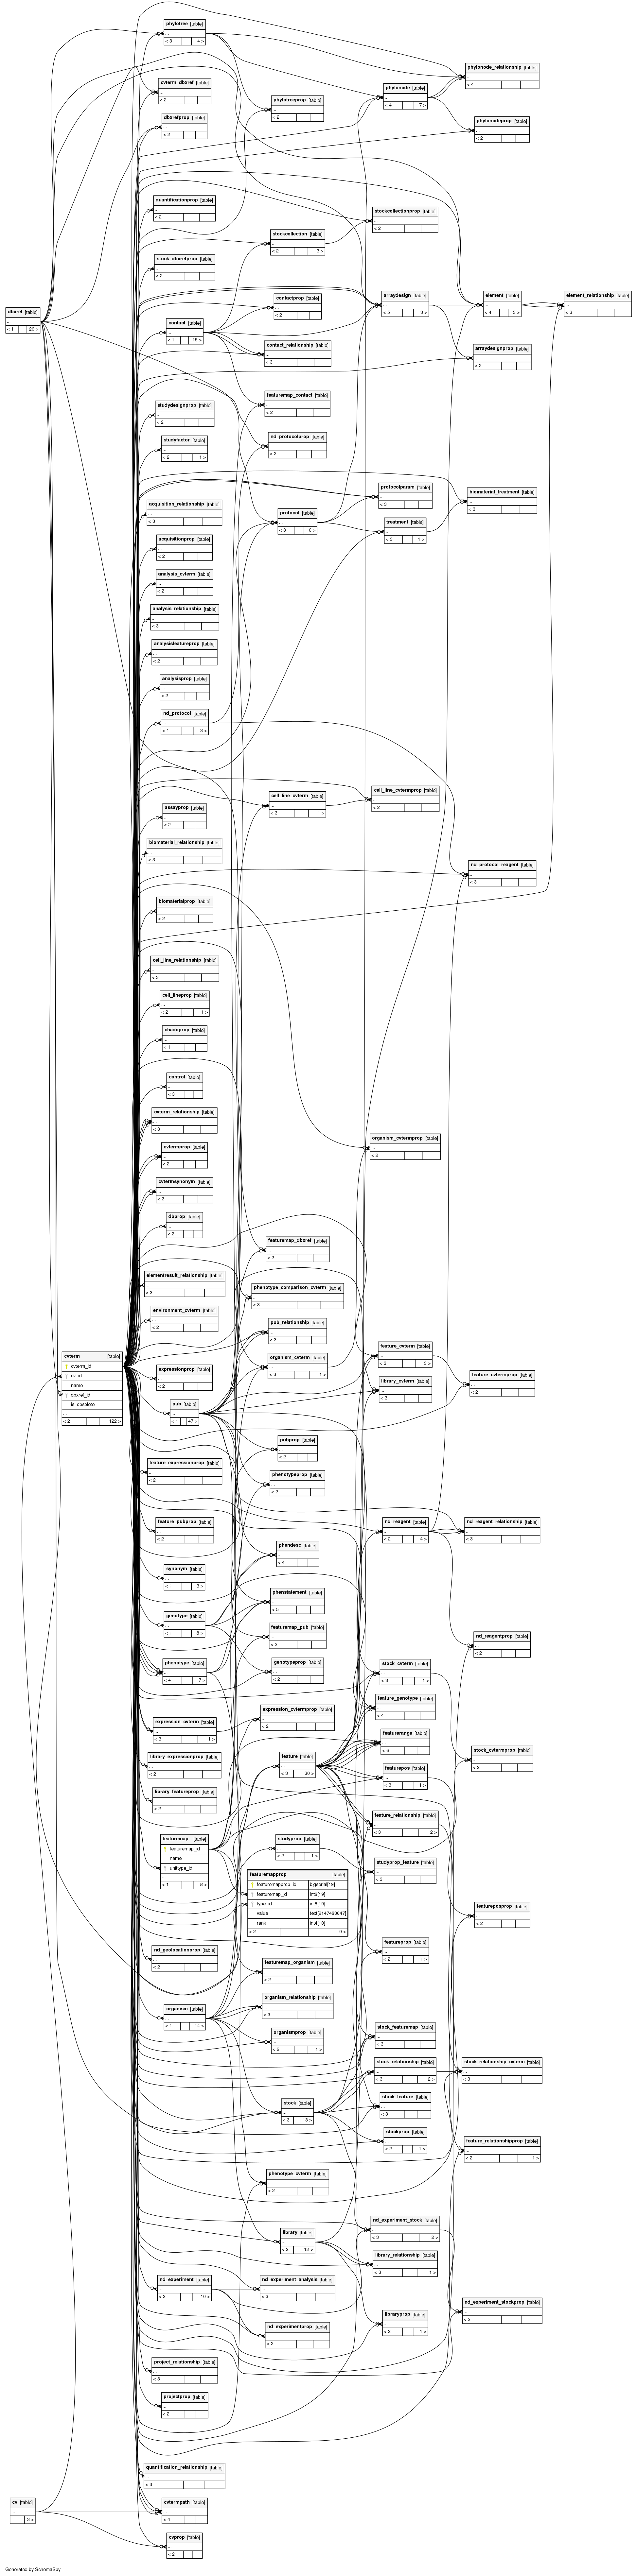 phylotree [table]
...
< 3 4 >
phylonode_relationship [table]
...
< 4
cvterm_dbxref [table]
...
< 2
phylonode [table]
...
< 4 7 >
phylotreeprop [table]
...
< 2
dbxrefprop [table]
...
< 2
phylonodeprop [table]
...
< 2
quantificationprop [table]
...
< 2
stockcollectionprop [table]
...
< 2
stockcollection [table]
...
< 2 3 >
stock_dbxrefprop [table]
...
< 2
dbxref [table]
...
< 1 26 >
contactprop [table]
...
< 2
arraydesign [table]
...
< 5 3 >
element [table]
...
< 4 3 >
element_relationship [table]
...
< 3
contact [table]
...
< 1 15 >
contact_relationship [table]
...
< 3
arraydesignprop [table]
...
< 2
featuremap_contact [table]
...
< 2
studydesignprop [table]
...
< 2
studyfactor [table]
...
< 2 1 >
nd_protocolprop [table]
...
< 2
protocolparam [table]
...
< 3
biomaterial_treatment [table]
...
< 3
acquisition_relationship [table]
...
< 3
protocol [table]
...
< 3 6 >
treatment [table]
...
< 3 1 >
acquisitionprop [table]
...
< 2
analysis_cvterm [table]
...
< 2
analysis_relationship [table]
...
< 3
analysisfeatureprop [table]
...
< 2
analysisprop [table]
...
< 2
nd_protocol [table]
...
< 1 3 >
cell_line_cvterm [table]
...
< 3 1 >
cell_line_cvtermprop [table]
...
< 2
assayprop [table]
...
< 2
biomaterial_relationship [table]
...
< 3
nd_protocol_reagent [table]
...
< 3
biomaterialprop [table]
...
< 2
cell_line_relationship [table]
...
< 3
cell_lineprop [table]
...
< 2 1 >
chadoprop [table]
...
< 1
control [table]
...
< 3
cvterm_relationship [table]
...
< 3
organism_cvtermprop [table]
...
< 2
cvtermprop [table]
...
< 2
cvtermsynonym [table]
...
< 2
dbprop [table]
...
< 2
featuremap_dbxref [table]
...
< 2
elementresult_relationship [table]
...
< 3
phenotype_comparison_cvterm [table]
...
< 3
environment_cvterm [table]
...
< 2
pub_relationship [table]
...
< 3
cvterm [table]
cvterm_id
cv_id
name
dbxref_id
is_obsolete
...
< 2 122 >
organism_cvterm [table]
...
< 3 1 >
feature_cvterm [table]
...
< 3 3 >
expressionprop [table]
...
< 2
library_cvterm [table]
...
< 3
feature_cvtermprop [table]
...
< 2
pub [table]
...
< 1 47 >
pubprop [table]
...
< 2
feature_expressionprop [table]
...
< 2
phenotypeprop [table]
...
< 2
feature_pubprop [table]
...
< 2
nd_reagent [table]
...
< 2 4 >
nd_reagent_relationship [table]
...
< 3
synonym [table]
...
< 1 3 >
phendesc [table]
...
< 4
genotype [table]
...
< 1 8 >
phenstatement [table]
...
< 5
featuremap_pub [table]
...
< 2
nd_reagentprop [table]
...
< 2
phenotype [table]
...
< 4 7 >
genotypeprop [table]
...
< 2
stock_cvterm [table]
...
< 3 1 >
feature_genotype [table]
...
< 4
expression_cvterm [table]
...
< 3 1 >
expression_cvtermprop [table]
...
< 2
featurerange [table]
...
< 6
library_expressionprop [table]
...
< 2
feature [table]
...
< 3 30 >
featurepos [table]
...
< 3 1 >
stock_cvtermprop [table]
...
< 2
library_featureprop [table]
...
< 2
feature_relationship [table]
...
< 3 2 >
featuremap [table]
featuremap_id
name
unittype_id
...
< 1 8 >
studyprop [table]
...
< 2 1 >
featuremapprop [table]
featuremapprop_id bigserial[19]
featuremap_id int8[19]
type_id int8[19]
value text[2147483647]
rank int4[10]
< 2 0 >
studyprop_feature [table]
...
< 3
featureposprop [table]
...
< 2
nd_geolocationprop [table]
...
< 2
featureprop [table]
...
< 2 1 >
featuremap_organism [table]
...
< 2
organism [table]
...
< 1 14 >
organism_relationship [table]
...
< 3
organismprop [table]
...
< 2 1 >
stock_featuremap [table]
...
< 3
stock_relationship [table]
...
< 3 2 >
stock_relationship_cvterm [table]
...
< 3
stock [table]
...
< 3 13 >
stock_feature [table]
...
< 3
stockprop [table]
...
< 2 1 >
feature_relationshipprop [table]
...
< 2 1 >
phenotype_cvterm [table]
...
< 2
library [table]
...
< 2 12 >
nd_experiment_stock [table]
...
< 3 2 >
library_relationship [table]
...
< 3 1 >
nd_experiment [table]
...
< 2 10 >
nd_experiment_analysis [table]
...
< 3
nd_experiment_stockprop [table]
...
< 2
nd_experimentprop [table]
...
< 2
libraryprop [table]
...
< 2 1 >
project_relationship [table]
...
< 3
projectprop [table]
...
< 2
quantification_relationship [table]
...
< 3
cv [table]
...
3 >
cvtermpath [table]
...
< 4
cvprop [table]
...
< 2
Generated by SchemaSpy